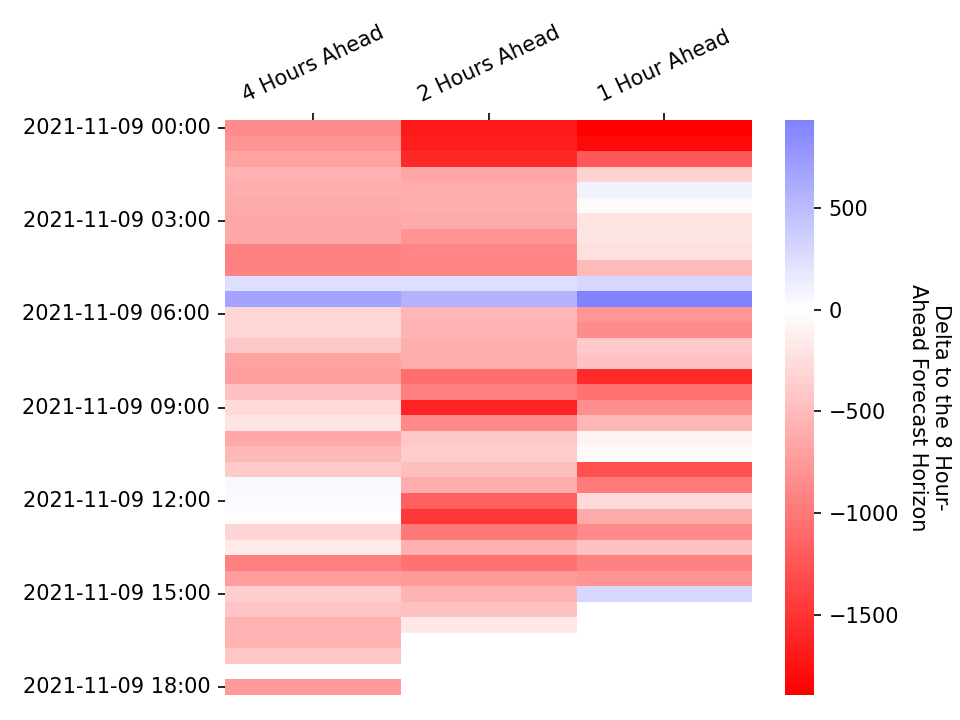 4 Hours Ahead
2 Hours Ahead
1 Hour Ahead
2021-11-09 00:00
2021-11-09 03:00
2021-11-09 06:00
2021-11-09 09:00
2021-11-09 12:00
2021-11-09 15:00
2021-11-09 18:00
500
0
−500
−1000
−1500
Delta to the 8 Hour-
Ahead Forecast Horizon